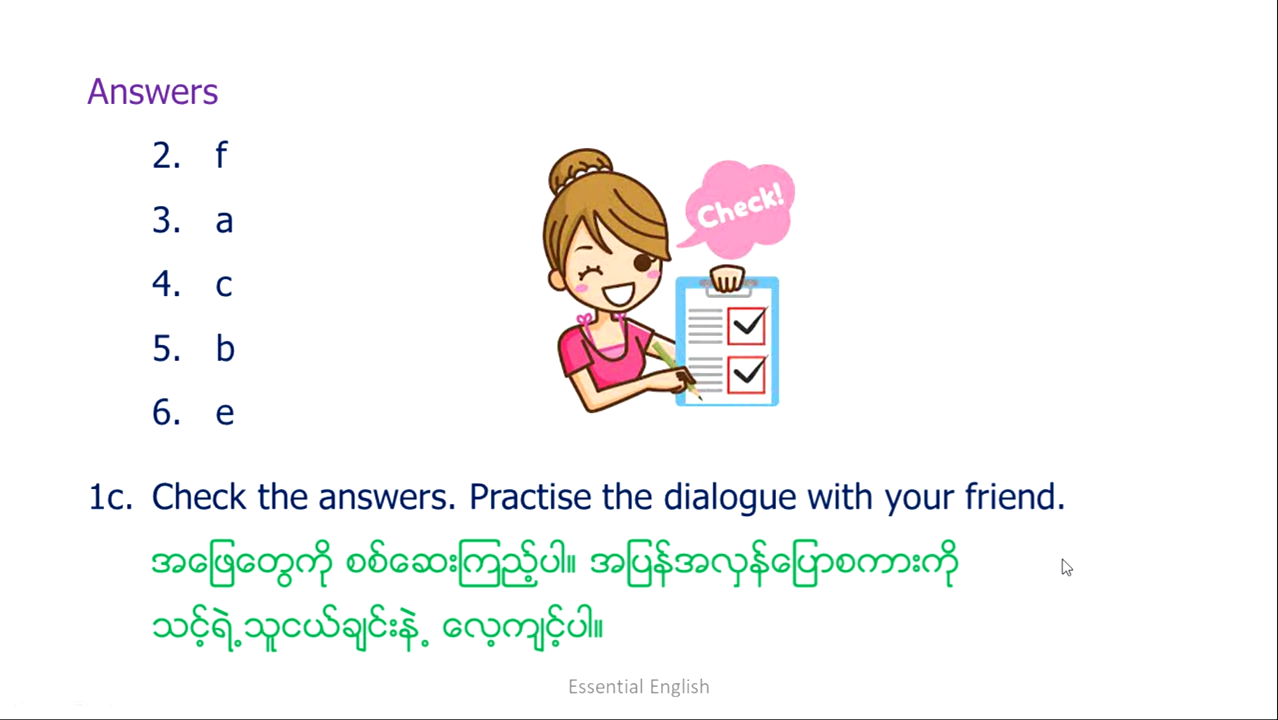 Answers
2. f
Check!
3. a
4. c
5. b
6. e
1c. Check the answers. Practise the dialogue with your friend.
အဖြေတွေကို စစ်ဆေးကြည့်ပါ။ အပြန်အလှန်ပြောစကားကို
သင့်ရဲ့သူငယ်ချင်းနဲ့ လေ့ကျင့်ပါ။
Essential English